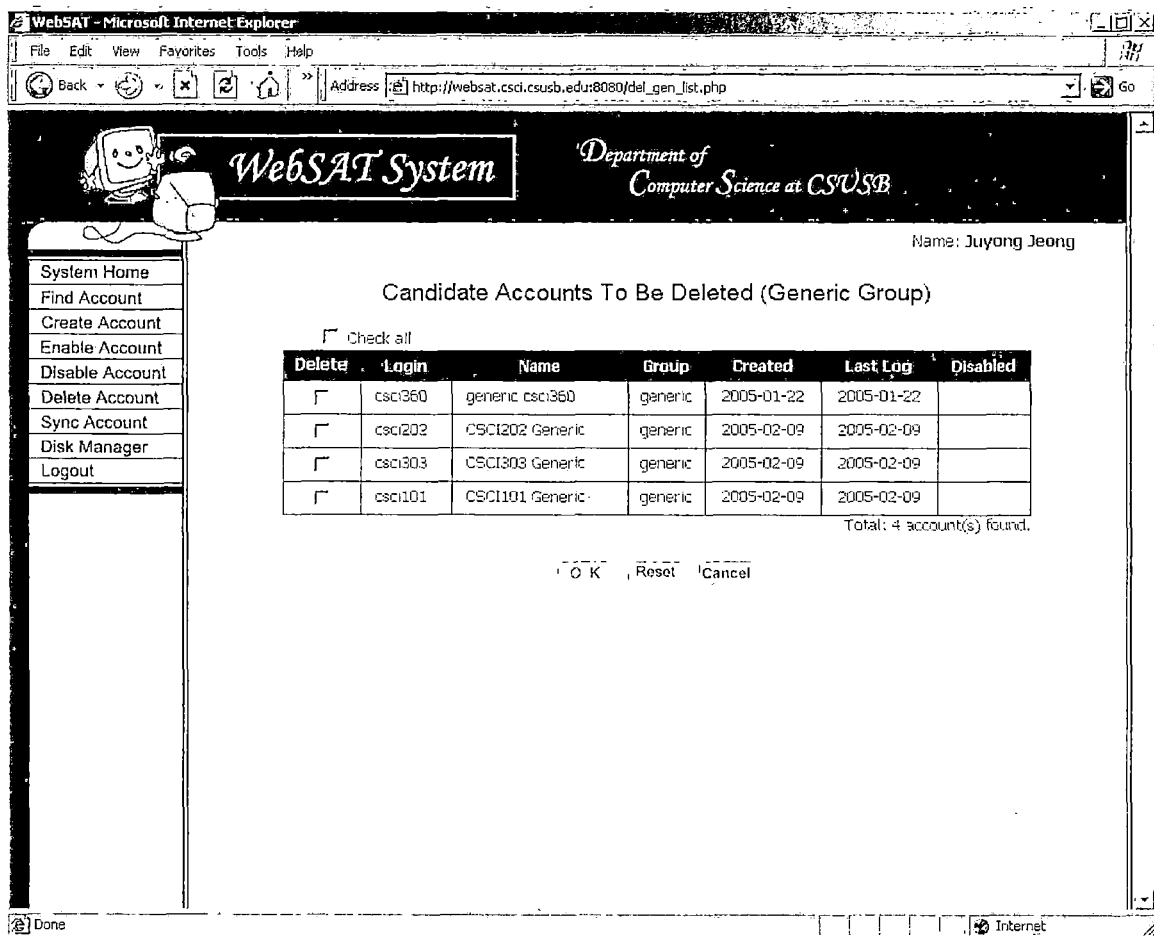 WebSAT - Microsoft Internet Explorer
File Edit View Favorites Tools Help
Back » Address http://websat.csci.csusb.edu:8080/del_gen_list.php Go
WebSAT System
Department of
Computer Science at CSUSB
Name: Juyong Jeong
System Home
Find Account
Create Account
Enable Account
Disable Account
Delete Account
Sync Account
Disk Manager
Logout
Candidate Accounts To Be Deleted (Generic Group)
Check all
Delete Login Name Group Created Last Log Disabled
csci360 generic csci360 generic 2005-01-22 2005-01-22
csci202 CSCI202 Generic generic 2005-02-09 2005-02-09
csci303 CSCI303 Generic generic 2005-02-09 2005-02-09
csci101 CSCI101 Generic generic 2005-02-09 2005-02-09
Total: 4 account(s) found.
O K Reset Cancel
Done Internet